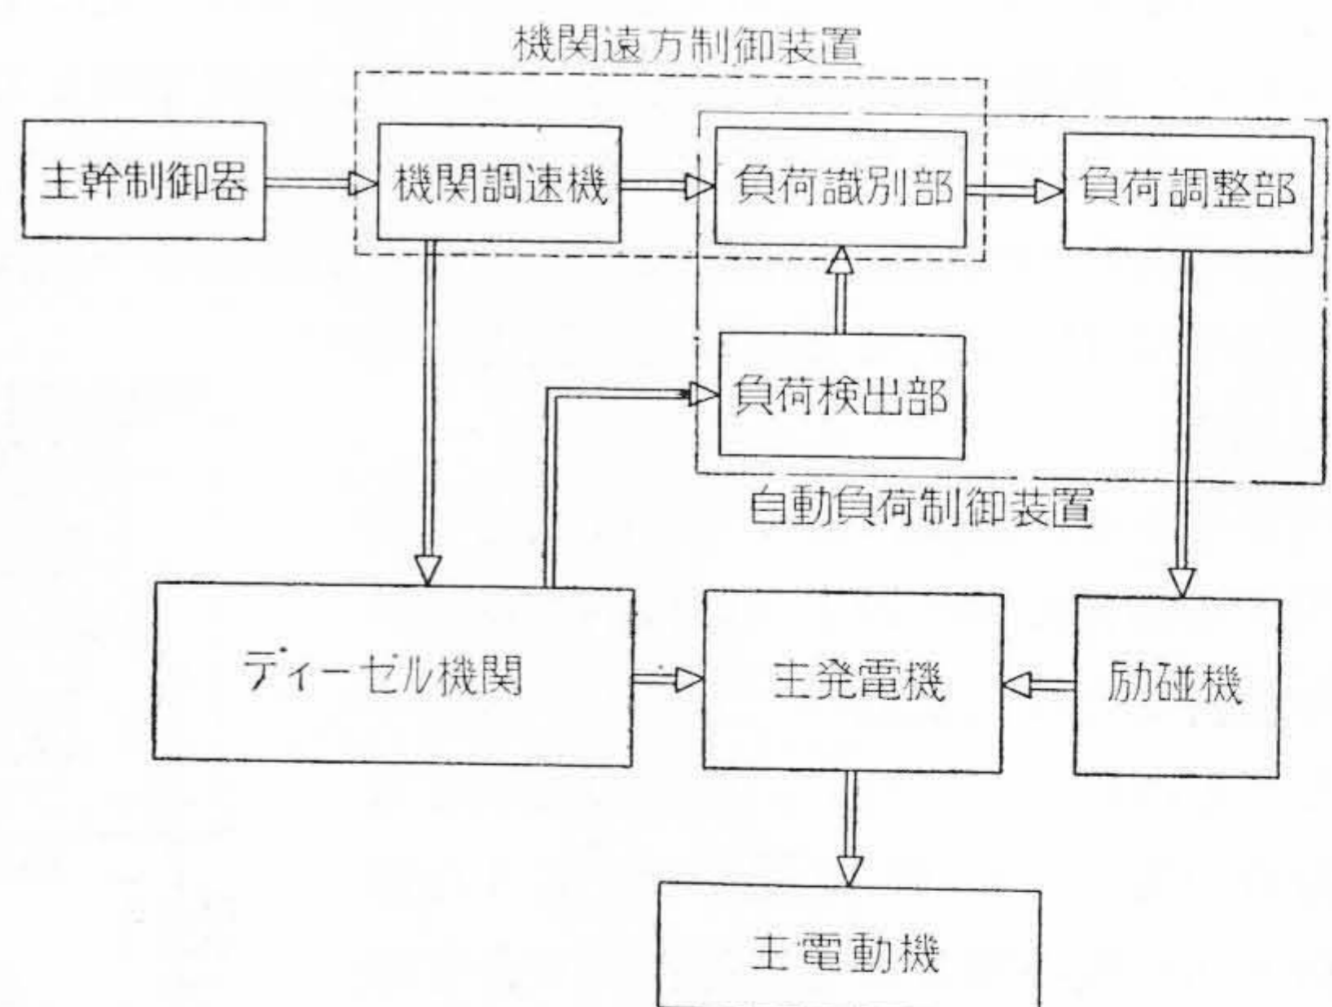 機関遠方制御装置
主幹制御器
機関調速機
負荷識別部
負荷調整部
負荷検出部
自動負荷制御装置
ディーゼル機関
主発電機
励磁機
主電動機